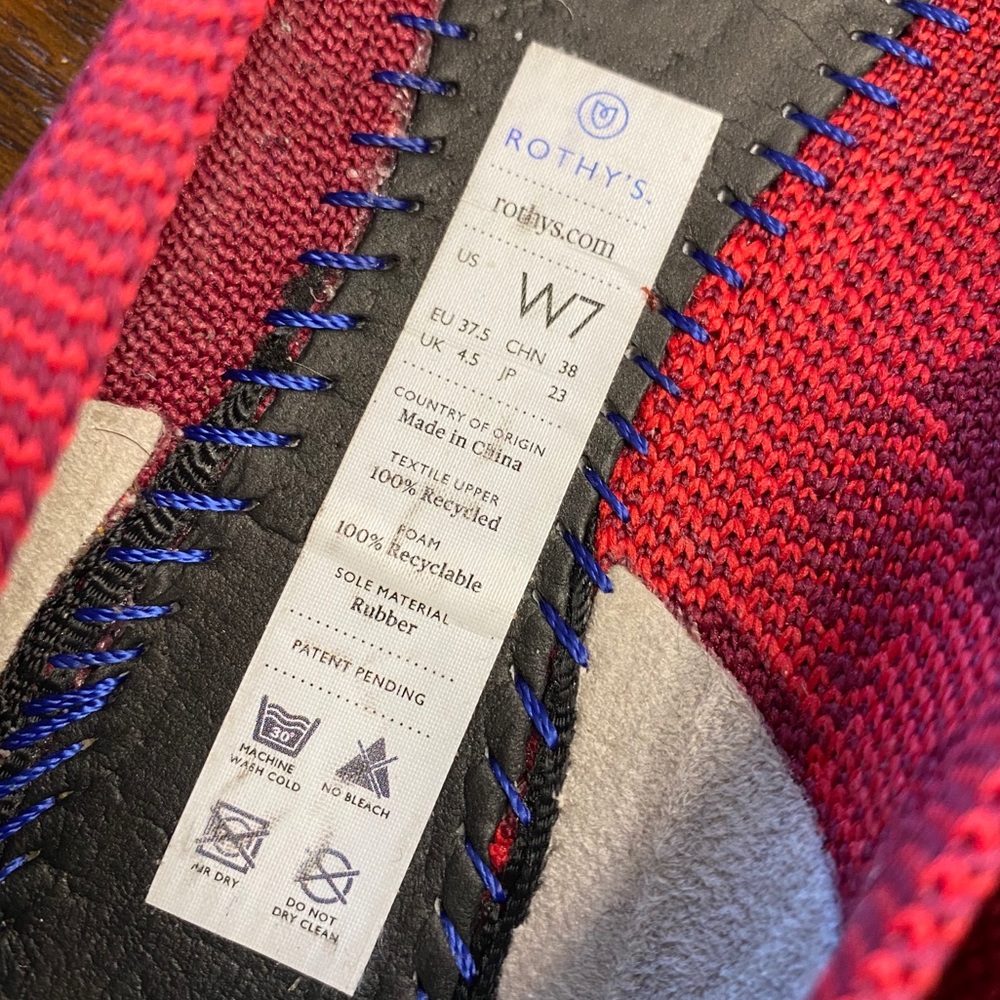 ROTHY'S.
rothys.com
US W7
EU 37.5 CHN 38
UK 4.5 JP 23
COUNTRY OF ORIGIN
Made in China
TEXTILE UPPER
100% Recycled
FOAM
100% Recyclable
SOLE MATERIAL
Rubber
PATENT PENDING
30°
MACHINE
WASH COLD
NO BLEACH
AIR DRY
DO NOT
DRY CLEAN